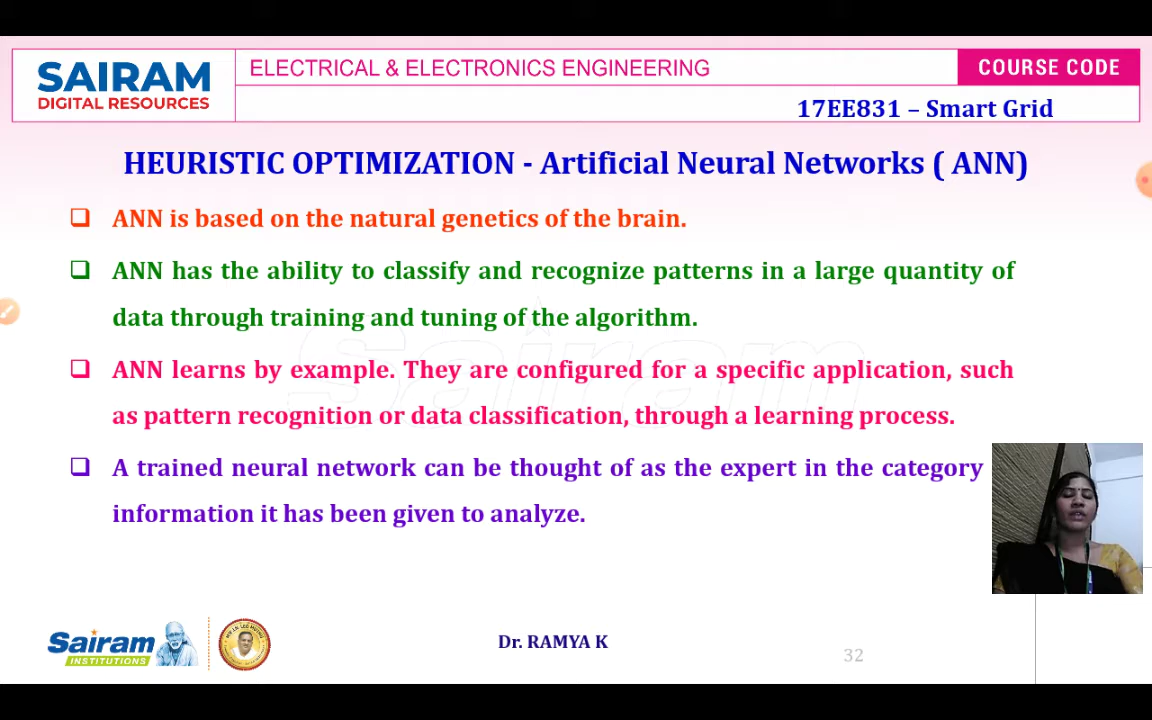 SAIRAM
DIGITAL RESOURCES
ELECTRICAL & ELECTRONICS ENGINEERING
COURSE CODE
17EE831 – Smart Grid
HEURISTIC OPTIMIZATION - Artificial Neural Networks ( ANN)
ANN is based on the natural genetics of the brain.
ANN has the ability to classify and recognize patterns in a large quantity of
data through training and tuning of the algorithm.
ANN learns by example. They are configured for a specific application, such
as pattern recognition or data classification, through a learning process.
A trained neural network can be thought of as the expert in the category
information it has been given to analyze.
Sairam
Sairam
INSTITUTIONS
Dr. RAMYA K
32